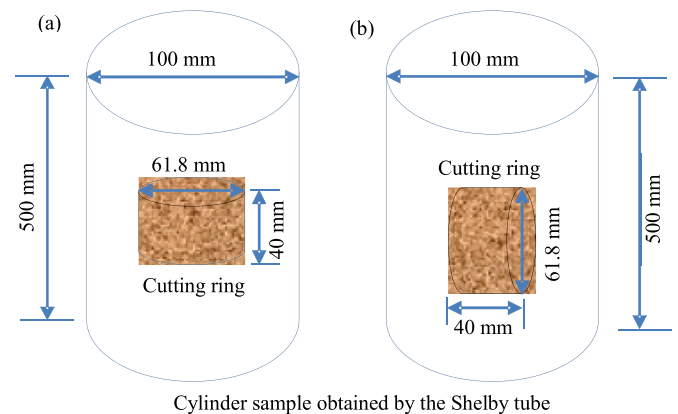 (a)
100 mm
500 mm
61.8 mm
40 mm
Cutting ring
(b)
100 mm
Cutting ring
61.8 mm
40 mm
500 mm
Cylinder sample obtained by the Shelby tube